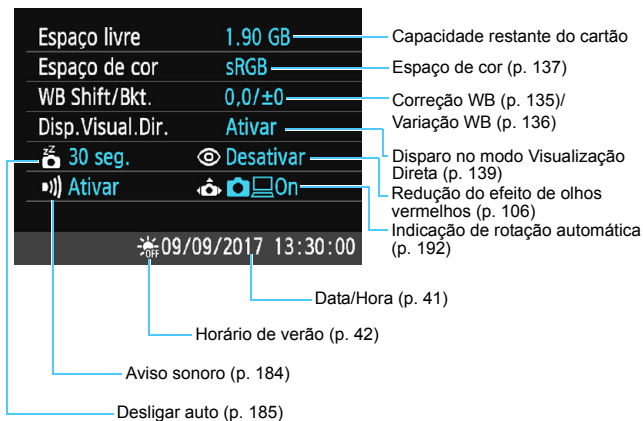 Espaço livre 1.90 GB
Espaço de cor sRGB
WB Shift/Bkt. 0,0/±0
Disp.Visual.Dir. Ativar
zz 30 seg. Desativar
Ativar On
OFF 09/09/2017 13:30:00
Capacidade restante do cartão
Espaço de cor (p. 137)
Correção WB (p. 135)/
Variação WB (p. 136)
Disparo no modo Visualização
Direta (p. 139)
Redução do efeito de olhos
vermelhos (p. 106)
Indicação de rotação automática
(p. 192)
Data/Hora (p. 41)
Horário de verão (p. 42)
Aviso sonoro (p. 184)
Desligar auto (p. 185)